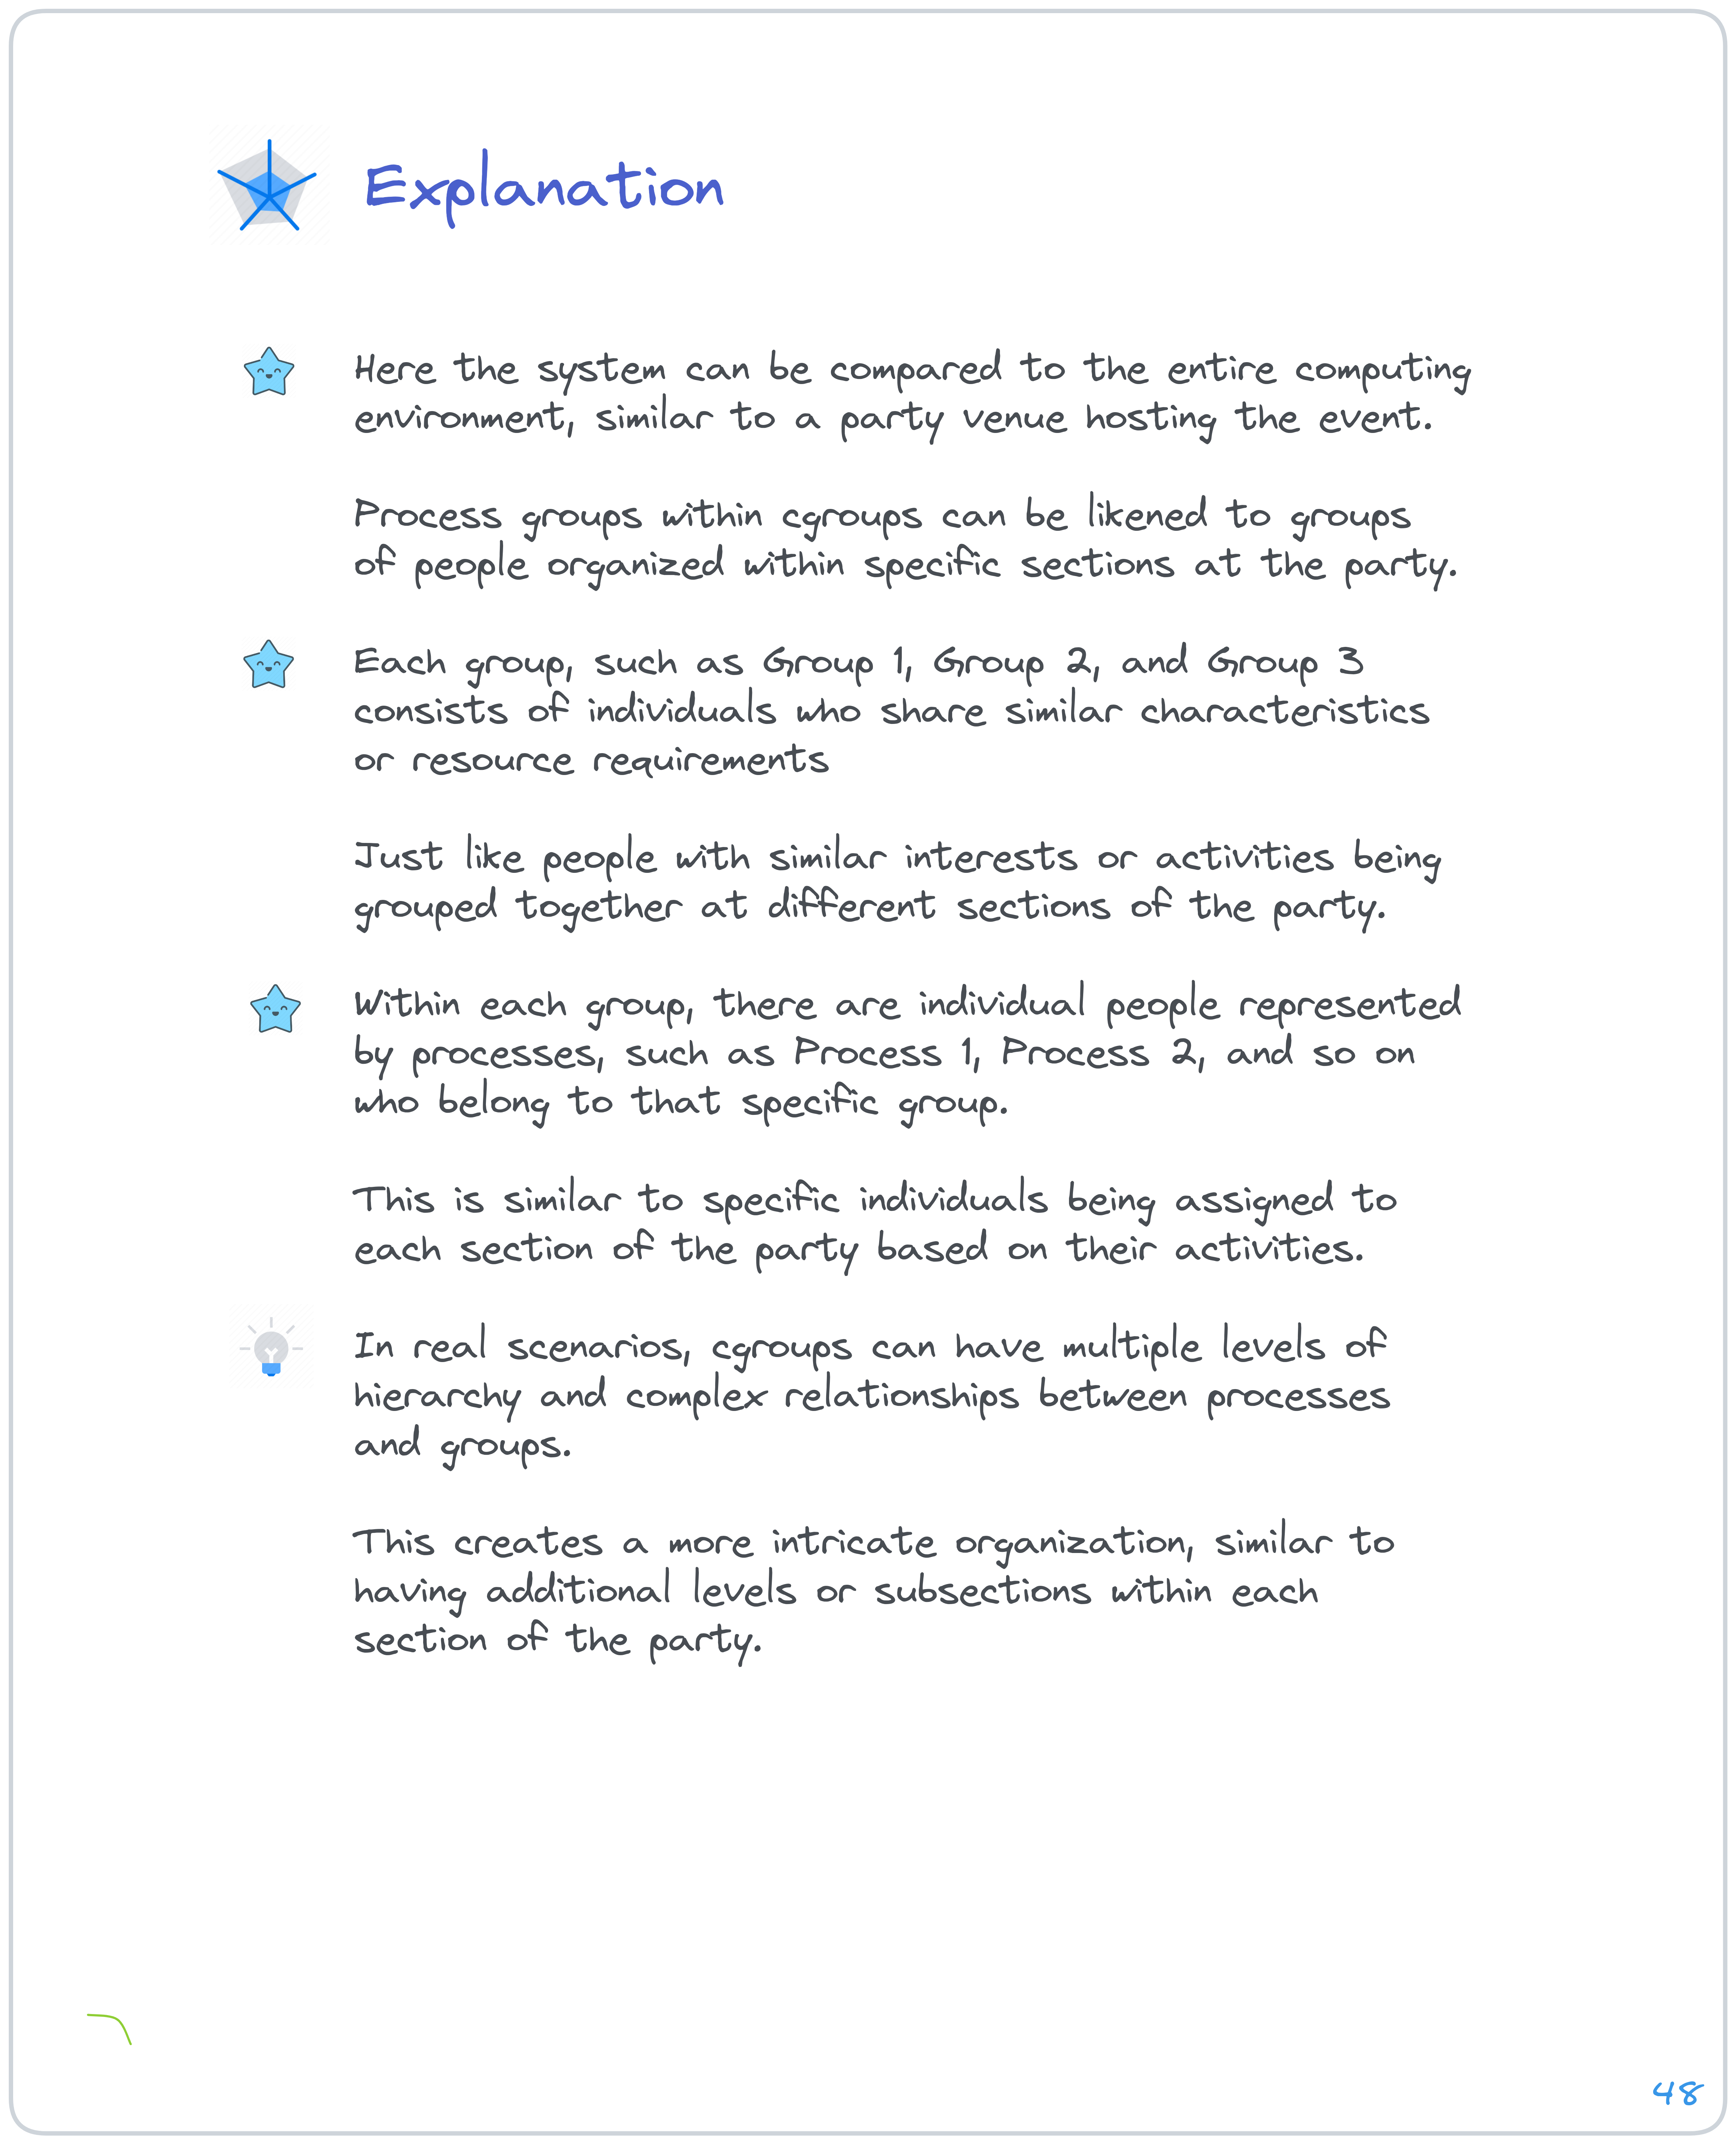 Explanation
Here the system can be compared to the entire computing
environment, similar to a party venue hosting the event.
Process groups within cgroups can be likened to groups
of people organized within specific sections at the party.
Each group, such as Group 1, Group 2, and Group 3
consists of individuals who share similar characteristics
or resource requirements
Just like people with similar interests or activities being
grouped together at different sections of the party.
Within each group, there are individual people represented
by processes, such as Process 1, Process 2, and so on
who belong to that specific group.
This is similar to specific individuals being assigned to
each section of the party based on their activities.
In real scenarios, cgroups can have multiple levels of
hierarchy and complex relationships between processes
and groups.
This creates a more intricate organization, similar to
having additional levels or subsections within each
section of the party.
48